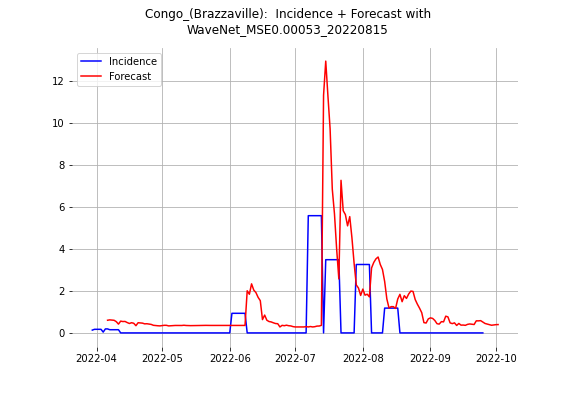 Congo_(Brazzaville):  Incidence + Forecast with
WaveNet_MSE0.00053_20220815
Incidence
Forecast
12
10
8
6
4
2
0
2022-04 2022-05 2022-06 2022-07 2022-08 2022-09 2022-10